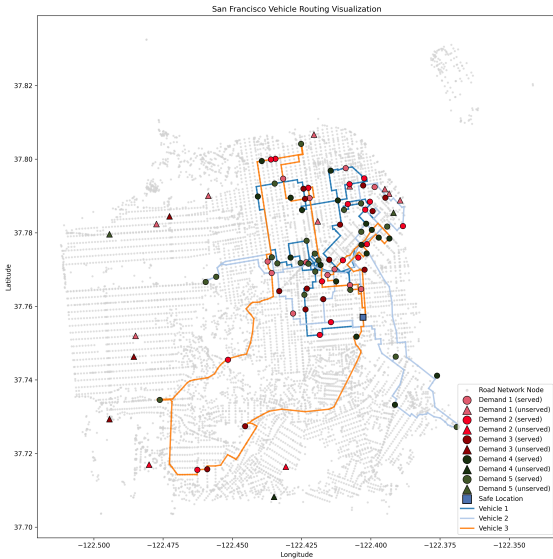 San Francisco Vehicle Routing Visualization
37.82
37.80
37.78
37.76
37.74
37.72
37.70
Latitude
−122.500
−122.475
−122.450
−122.425
−122.400
−122.375
−122.350
Longitude
Road Network Node
Demand 1 (served)
Demand 1 (unserved)
Demand 2 (served)
Demand 2 (unserved)
Demand 3 (served)
Demand 3 (unserved)
Demand 4 (served)
Demand 4 (unserved)
Demand 5 (served)
Demand 5 (unserved)
Safe Location
Vehicle 1
Vehicle 2
Vehicle 3